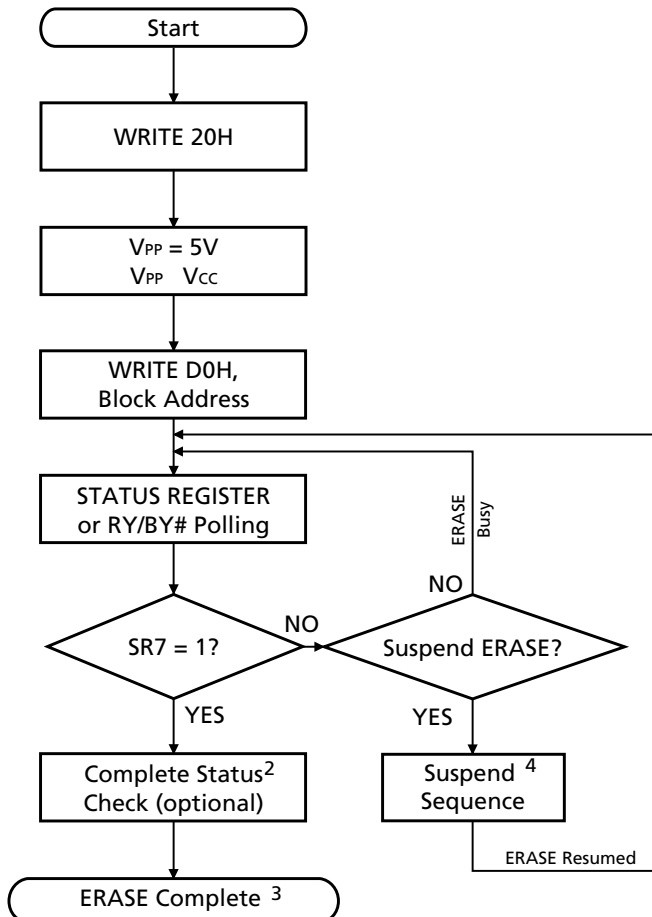 Start
WRITE 20H
VPP = 5V
VPP VCC
WRITE D0H,
Block Address
STATUS REGISTER
or RY/BY# Polling
ERASE
Busy
NO
SR7 = 1?
NO
Suspend ERASE?
YES
YES
Complete Status2
Check (optional)
Suspend 4
Sequence
ERASE Resumed
ERASE Complete 3